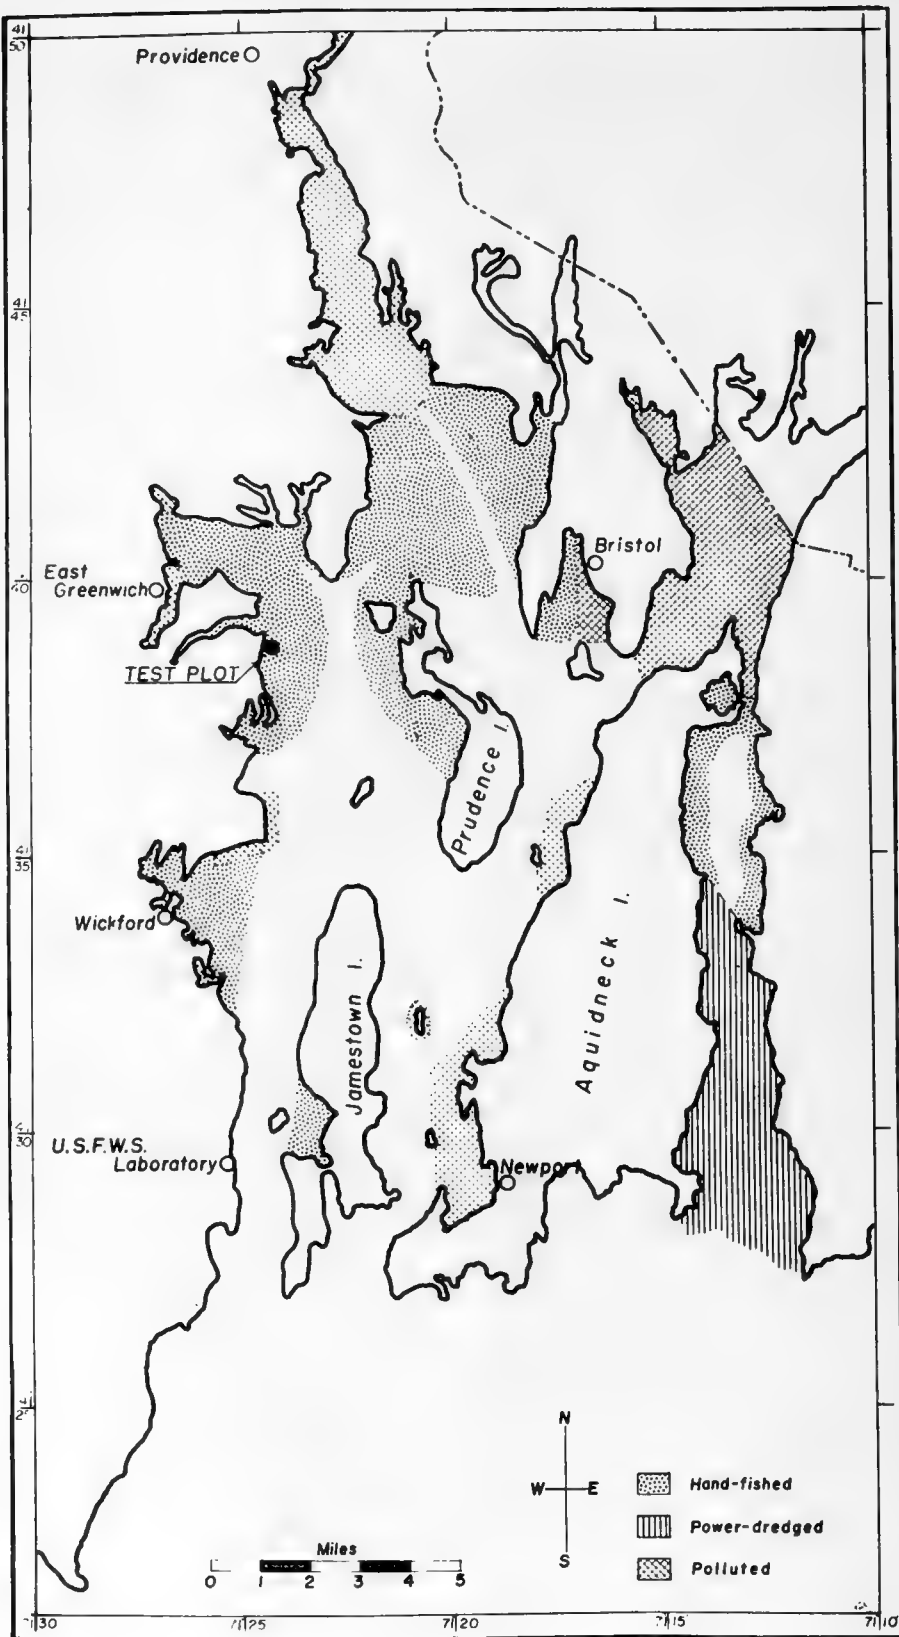 41
50
Providence
41
45
Bristol
East
Greenwich
40
TEST PLOT
Prudence I.
41
35
Wickford
Aquidneck I.
Jamestown I.
41
30
U.S.F.W.S.
Laboratory
Newport
N
W E
S
Hand-fished
Power-dredged
Polluted
Miles
0 1 2 3 4 5
71 30
71 25
71 20
71 15
71 10